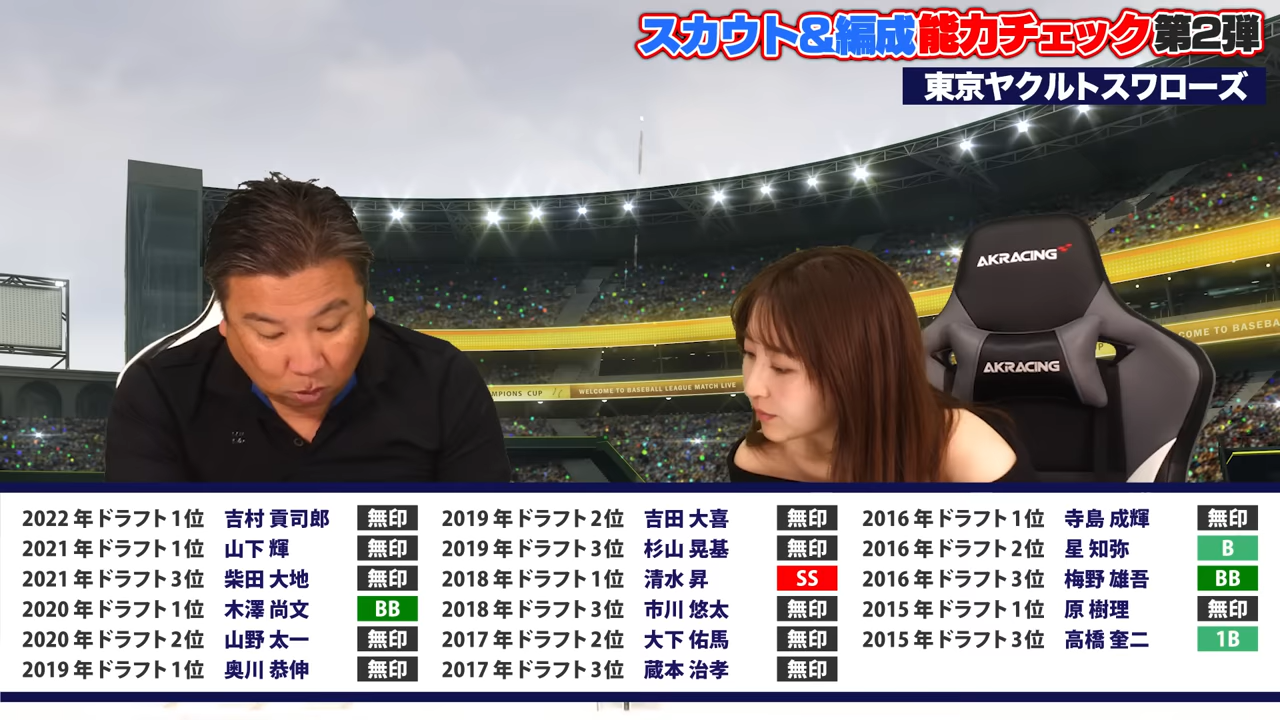 スカウト&編成能力チェック第2弾
東京ヤクルトスワローズ
AKRACING
AKRACING
COME TO BASEBA
MPIONS CUP
WELCOME TO BASEBALL LEAGUE MATCH LIVE
2022年ドラフト1位 吉村 貢司郎 無印
2021年ドラフト1位 山下 輝 無印
2021年ドラフト3位 柴田 大地 無印
2020年ドラフト1位 木澤 尚文 BB
2020年ドラフト2位 山野 太一 無印
2019年ドラフト1位 奥川 恭伸 無印
2019年ドラフト2位 吉田 大喜 無印
2019年ドラフト3位 杉山 晃基 無印
2018年ドラフト1位 清水 昇 SS
2018年ドラフト3位 市川 悠太 無印
2017年ドラフト2位 大下 佑馬 無印
2017年ドラフト3位 蔵本 治孝 無印
2016年ドラフト1位 寺島 成輝 無印
2016年ドラフト2位 星 知弥 B
2016年ドラフト3位 梅野 雄吾 BB
2015年ドラフト1位 原 樹理 無印
2015年ドラフト3位 高橋 奎二 1B